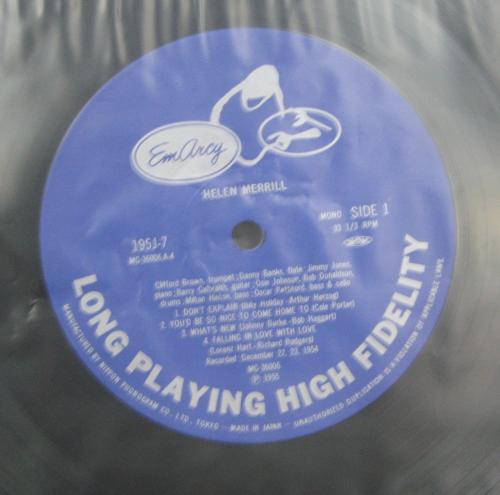 EmArcy
HELEN MERRILL
195J-7
MG-36006 A-4
MONO SIDE 1
33 1/3 RPM
Clifford Brown, trumpet; Danny Banks, flute; Jimmy Jones,
piano; Barry Galbraith, guitar; Osie Johnson, Bob Donaldson,
drums; Milton Hinton, bass; Oscar Pettiford, bass & cello
1. DON'T EXPLAIN (Billy Holiday-Arthur Herzog)
2. YOU'D BE SO NICE TO COME HOME TO (Cole Porter)
3. WHAT'S NEW (Johnny Burke-Bob Haggart)
4. FALLING IN LOVE WITH LOVE
(Lorenz Hart-Richard Rodgers)
Recorded December 22, 23, 1954
MG 36006
Ⓟ 1955
LONG PLAYING HIGH FIDELITY
MANUFACTURED BY NIPPON PHONOGRAM CO., LTD., TOKYO—MADE IN JAPAN—UNAUTHORIZED DUPLICATION IS A VIOLATION OF APPLICABLE LAWS.